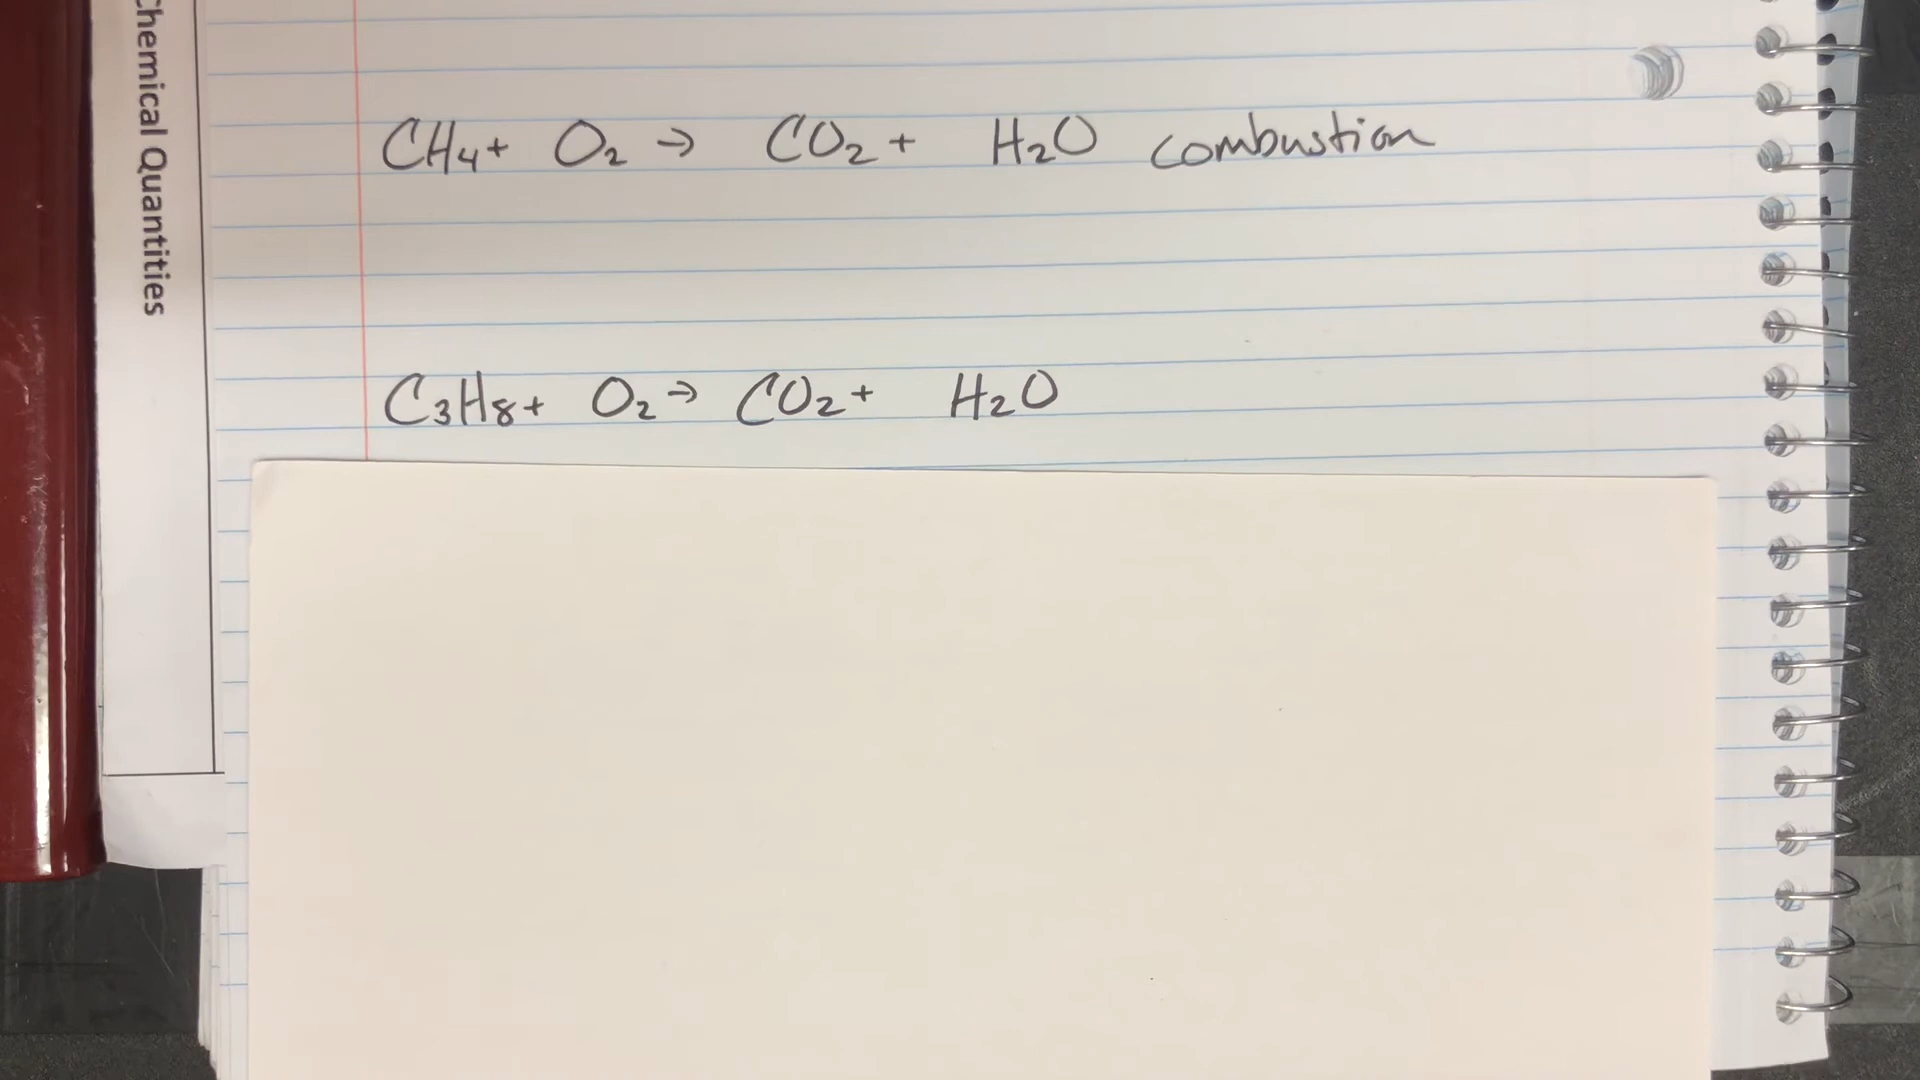 Chemical Quantities
CH₄ + O₂ → CO₂ + H₂O combustion
C₃H₈ + O₂ → CO₂ + H₂O